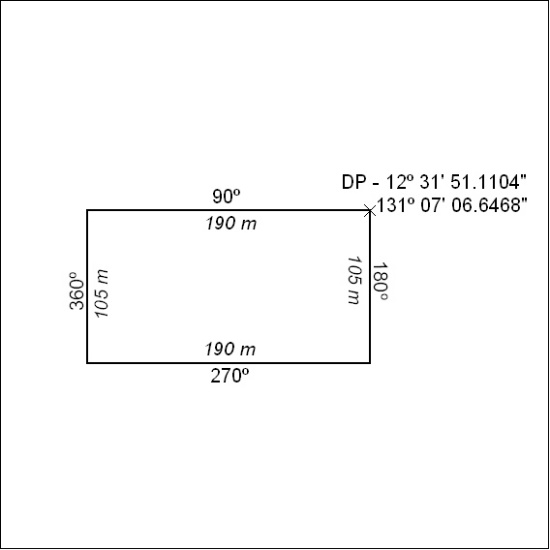 DP - 12º 31' 51.1104"
131º 07' 06.6468"
90º
190 m
360º
105 m
105 m
180º
190 m
270º